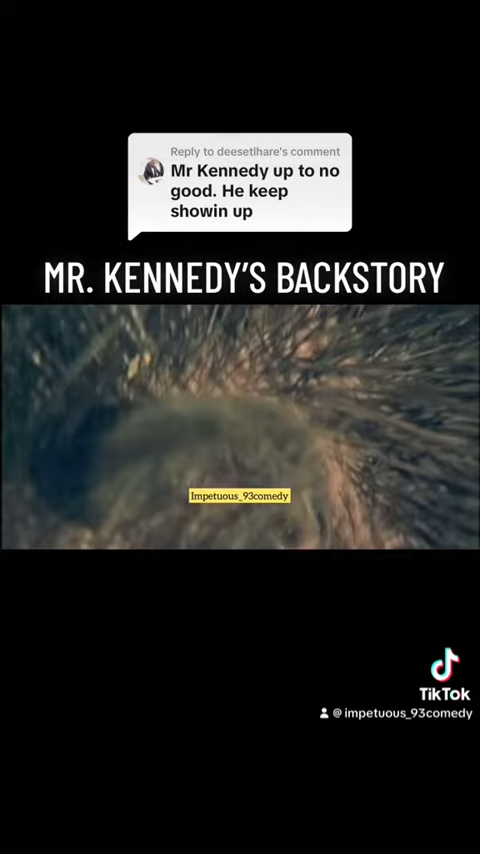 Reply to deesetlhare's comment
Mr Kennedy up to no
good. He keep
showin up
MR. KENNEDY'S BACKSTORY
Impetuous_93comedy
TikTok
@ impetuous_93comedy